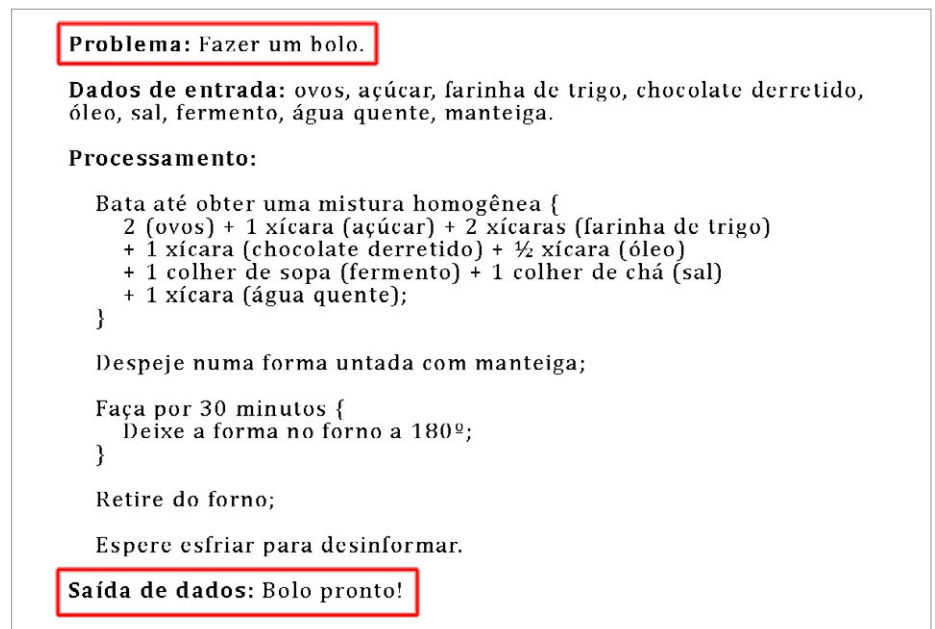 Problema: Fazer um bolo.
Dados de entrada: ovos, açúcar, farinha de trigo, chocolate derretido,
óleo, sal, fermento, água quente, manteiga.
Processamento:
Bata até obter uma mistura homogênea {
2 (ovos) + 1 xícara (açúcar) + 2 xícaras (farinha de trigo)
+ 1 xícara (chocolate derretido) + ½ xícara (óleo)
+ 1 colher de sopa (fermento) + 1 colher de chá (sal)
+ 1 xícara (água quente);
}
Despeje numa forma untada com manteiga;
Faça por 30 minutos {
Deixe a forma no forno a 180º;
}
Retire do forno;
Espere esfriar para desinformar.
Saída de dados: Bolo pronto!